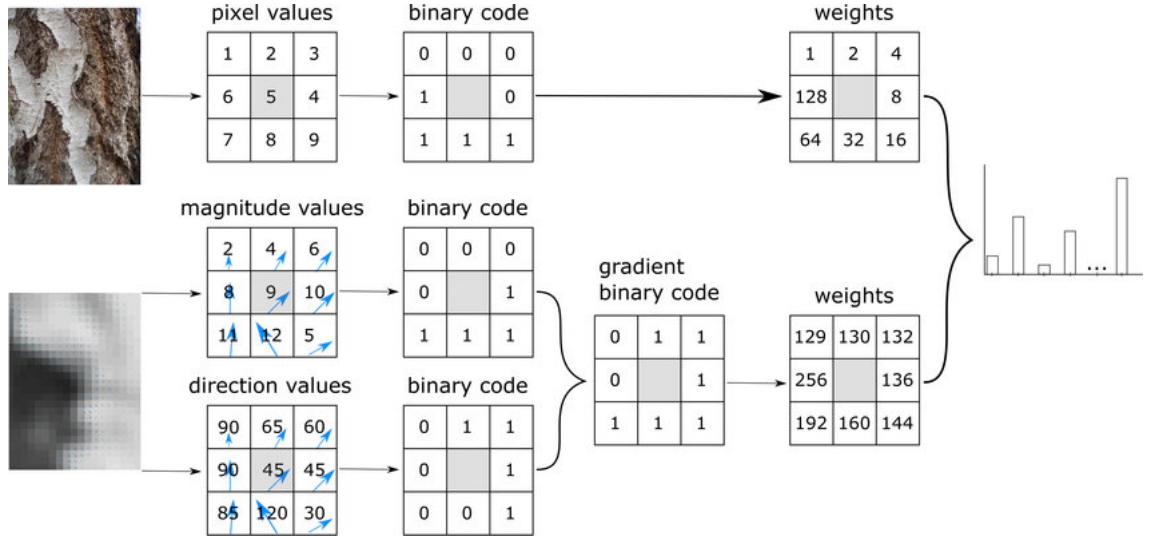 pixel values
1 2 3
6 5 4
7 8 9
binary code
0 0 0
1 0
1 1 1
weights
1 2 4
128 8
64 32 16
magnitude values
2 4 6
8 9 10
11 12 5
binary code
0 0 0
0 1
1 1 1
gradient
binary code
0 1 1
0 1
1 1 1
weights
129 130 132
256 136
192 160 144
...
direction values
90 65 60
90 45 45
85 120 30
binary code
0 1 1
0 1
0 0 1